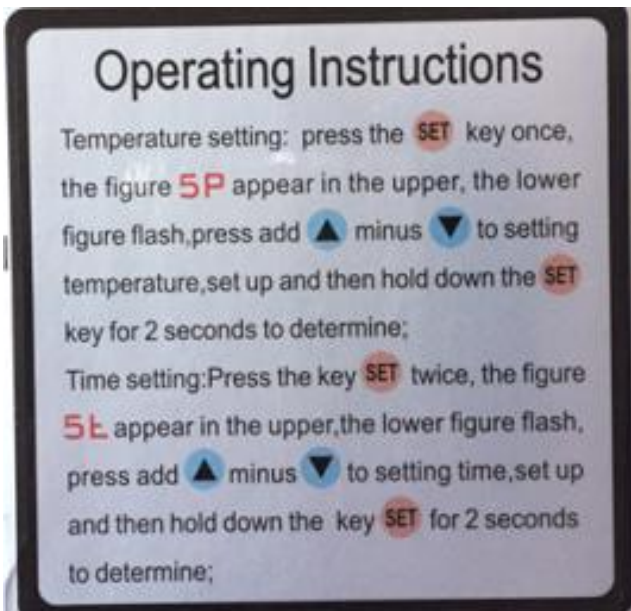 Operating Instructions
Temperature setting: press the SET key once,
the figure SP appear in the upper, the lower
figure flash,press add ▲ minus ▼ to setting
temperature,set up and then hold down the SET
key for 2 seconds to determine;
Time setting:Press the key SET twice, the figure
St appear in the upper,the lower figure flash,
press add ▲ minus ▼ to setting time,set up
and then hold down the key SET for 2 seconds
to determine;